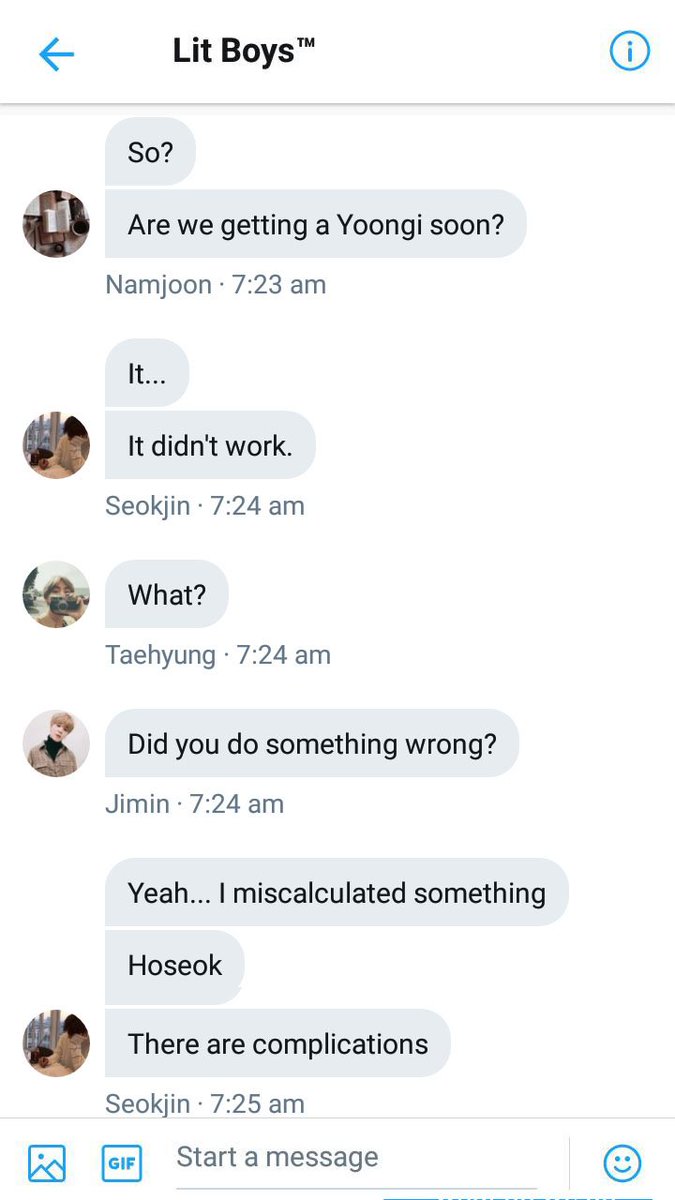 Lit Boys™
So?
Are we getting a Yoongi soon?
Namjoon · 7:23 am
It...
It didn't work.
Seokjin · 7:24 am
What?
Taehyung · 7:24 am
Did you do something wrong?
Jimin · 7:24 am
Yeah... I miscalculated something
Hoseok
There are complications
Seokjin · 7:25 am
GIF
Start a message